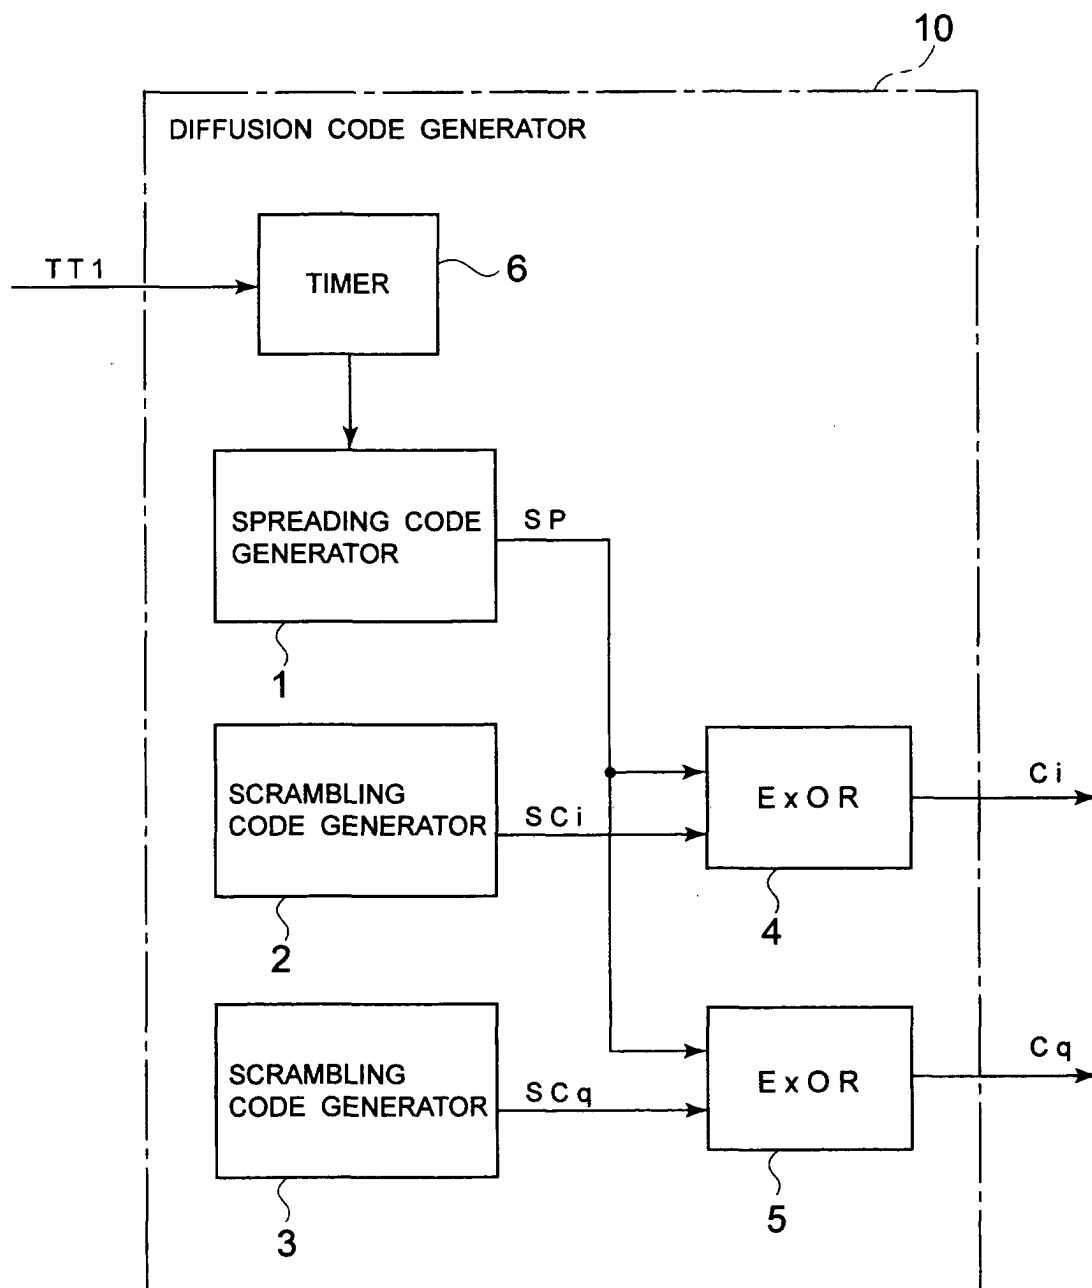 10
DIFFUSION CODE GENERATOR
TT1
TIMER
6
SPREADING CODE
GENERATOR
SP
1
SCRAMBLING
CODE GENERATOR
SCi
ExOR
Ci
2
4
SCRAMBLING
CODE GENERATOR
SCq
ExOR
Cq
3
5